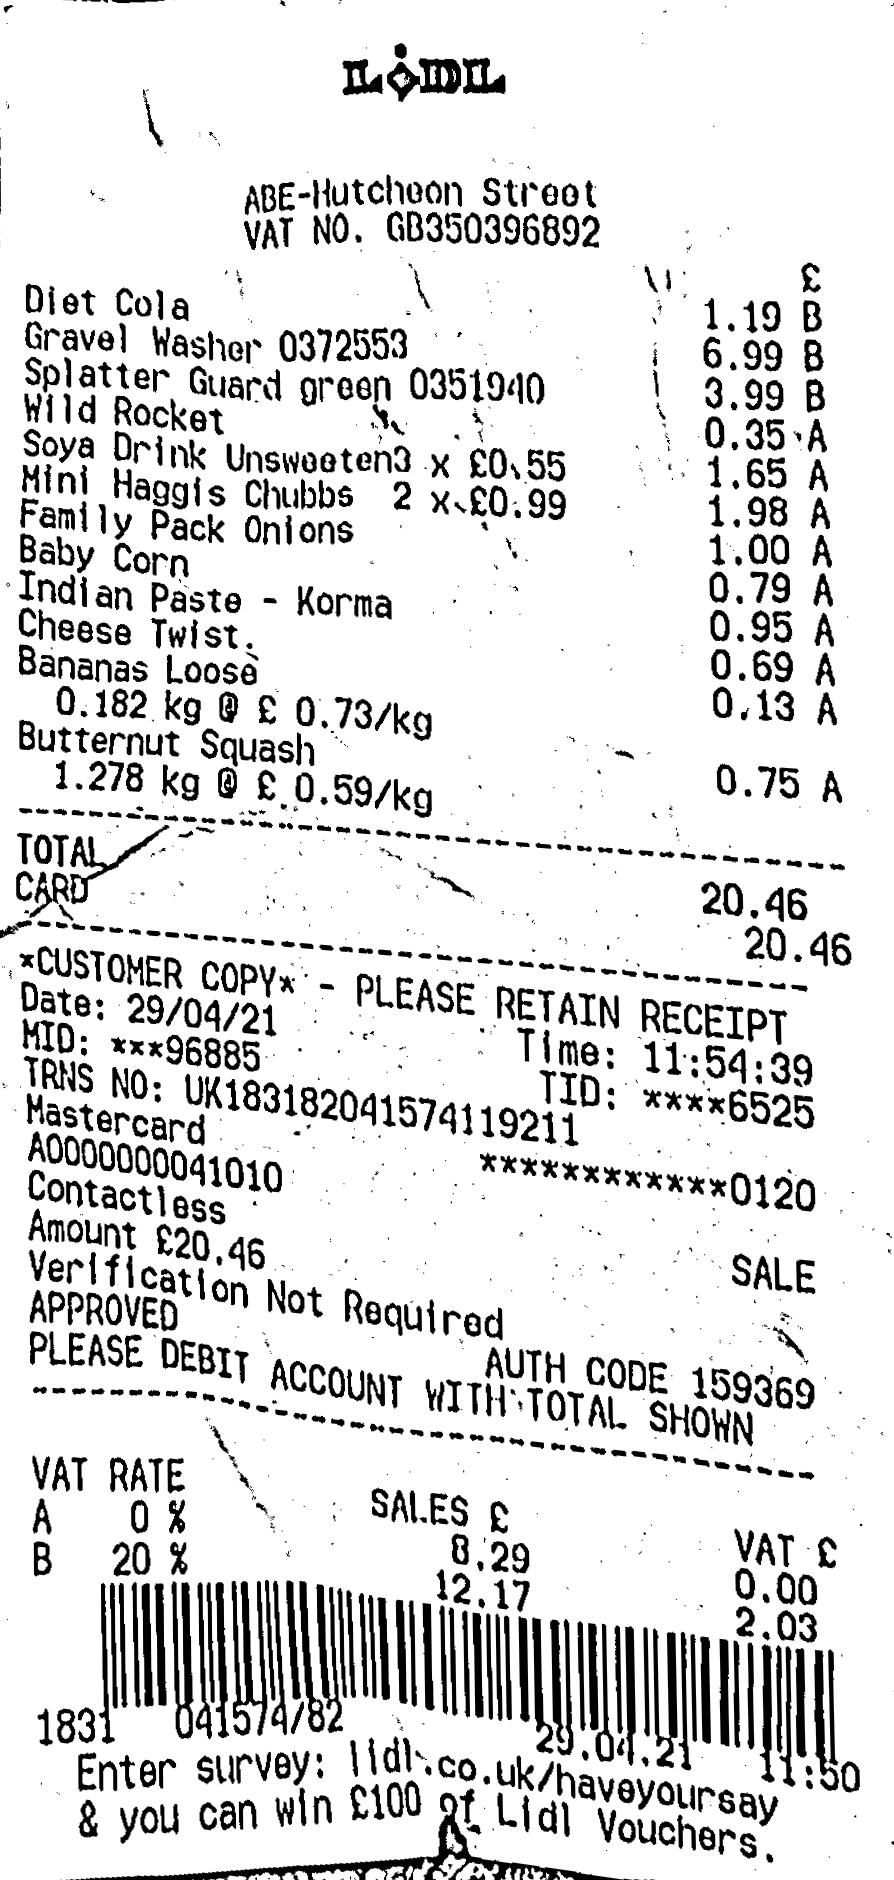 LIDL
ABE-Hutcheon Street
VAT NO. GB350396892
£
Diet Cola 1.19 B
Gravel Washer 0372553 6.99 B
Splatter Guard green 0351940 3.99 B
Wild Rocket 0.35 A
Soya Drink Unsweeten3 x £0.55 1.65 A
Mini Haggis Chubbs 2 x £0.99 1.98 A
Family Pack Onions 1.00 A
Baby Corn 0.79 A
Indian Paste - Korma 0.95 A
Cheese Twist. 0.69 A
Bananas Loose 0.13 A
0.182 kg @ £ 0.73/kg
Butternut Squash 0.75 A
1.278 kg @ £ 0.59/kg
TOTAL 20.46
CARD 20.46
*CUSTOMER COPY* - PLEASE RETAIN RECEIPT
Date: 29/04/21 Time: 11:54:39
MID: ***96885 TID: ****6525
TRNS NO: UK183182041574119211
Mastercard ************0120
A0000000041010
Contactless SALE
Amount £20.46
Verification Not Required
APPROVED AUTH CODE 159369
PLEASE DEBIT ACCOUNT WITH TOTAL SHOWN
VAT RATE SALES £ VAT £
A 0 % 8.29 0.00
B 20 % 12.17 2.03
1831 041574/82 29.04.21 11:50
Enter survey: lidl.co.uk/haveyoursay
& you can win £100 of Lidl Vouchers.